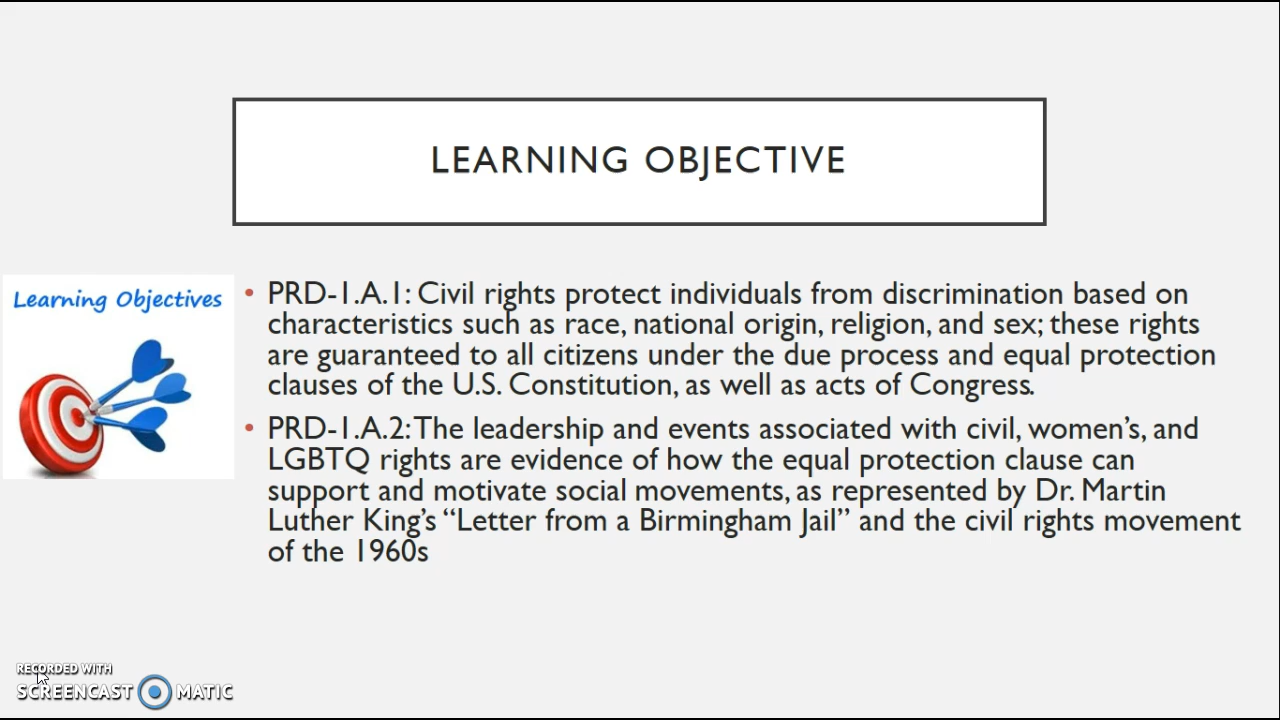 LEARNING OBJECTIVE
Learning Objectives
• PRD-1.A.1: Civil rights protect individuals from discrimination based on
characteristics such as race, national origin, religion, and sex; these rights
are guaranteed to all citizens under the due process and equal protection
clauses of the U.S. Constitution, as well as acts of Congress.
• PRD-1.A.2: The leadership and events associated with civil, women's, and
LGBTQ rights are evidence of how the equal protection clause can
support and motivate social movements, as represented by Dr. Martin
Luther King's “Letter from a Birmingham Jail” and the civil rights movement
of the 1960s
RECORDED WITH
SCREENCAST MATIC